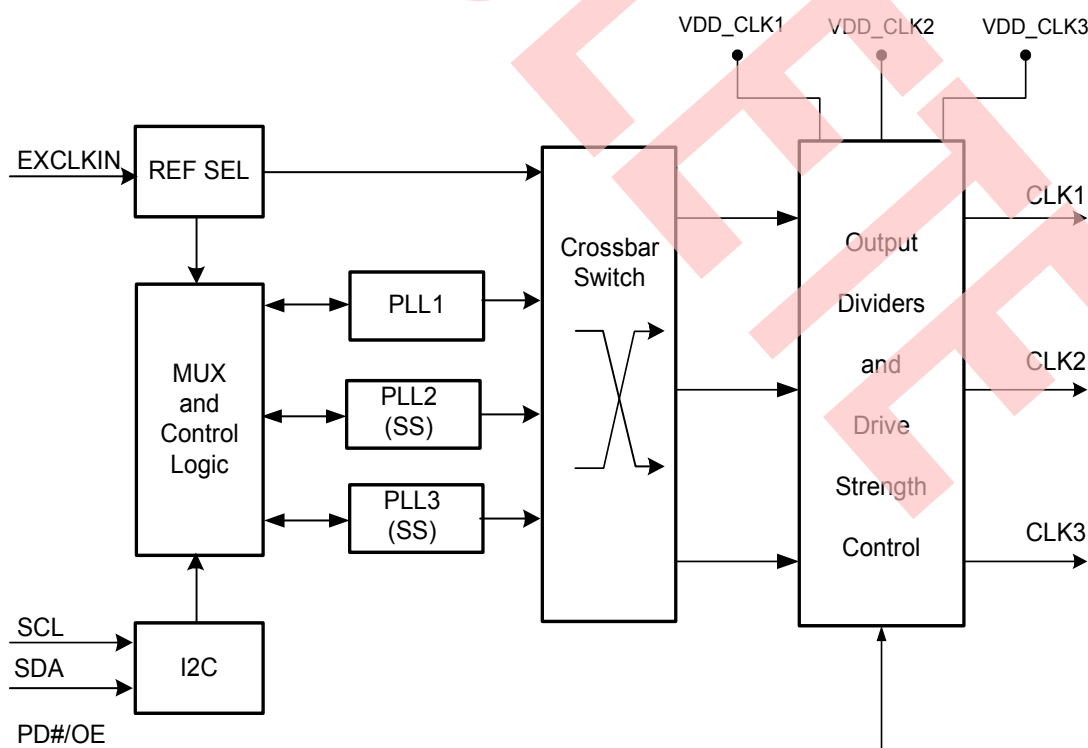 VDD_CLK1
VDD_CLK2
VDD_CLK3
EXCLKIN
REF SEL
CLK1
Crossbar
Switch
Output
Dividers
and
Drive
Strength
Control
PLL1
MUX
and
Control
Logic
PLL2
(SS)
CLK2
PLL3
(SS)
CLK3
SCL
SDA
I2C
PD#/OE